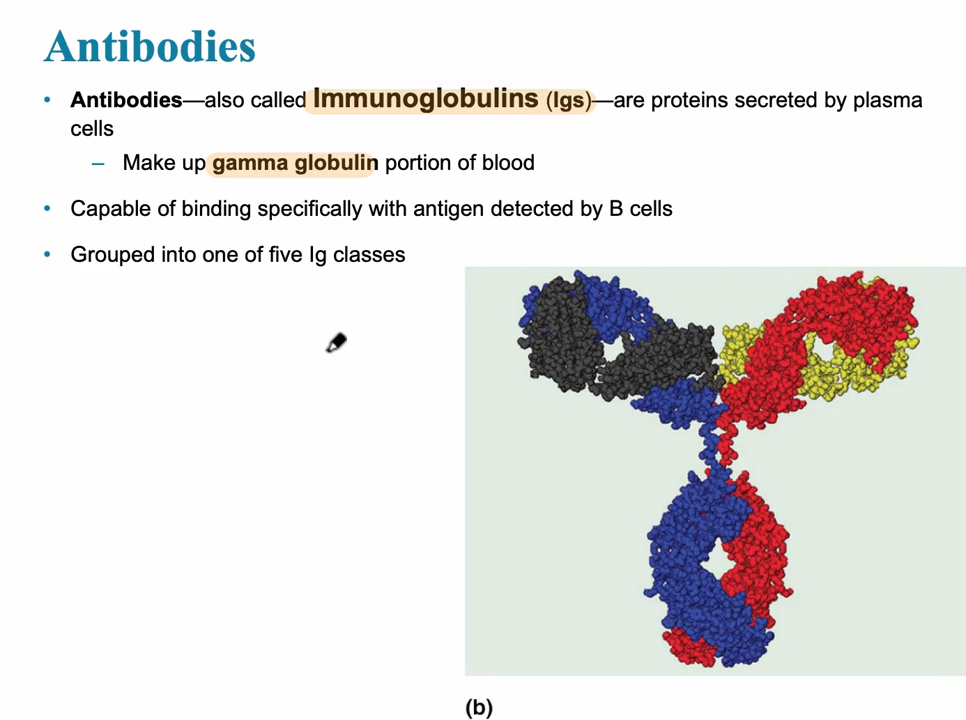 Antibodies
• Antibodies—also called Immunoglobulins (Igs)—are proteins secreted by plasma
cells
– Make up gamma globulin portion of blood
• Capable of binding specifically with antigen detected by B cells
• Grouped into one of five Ig classes
(b)